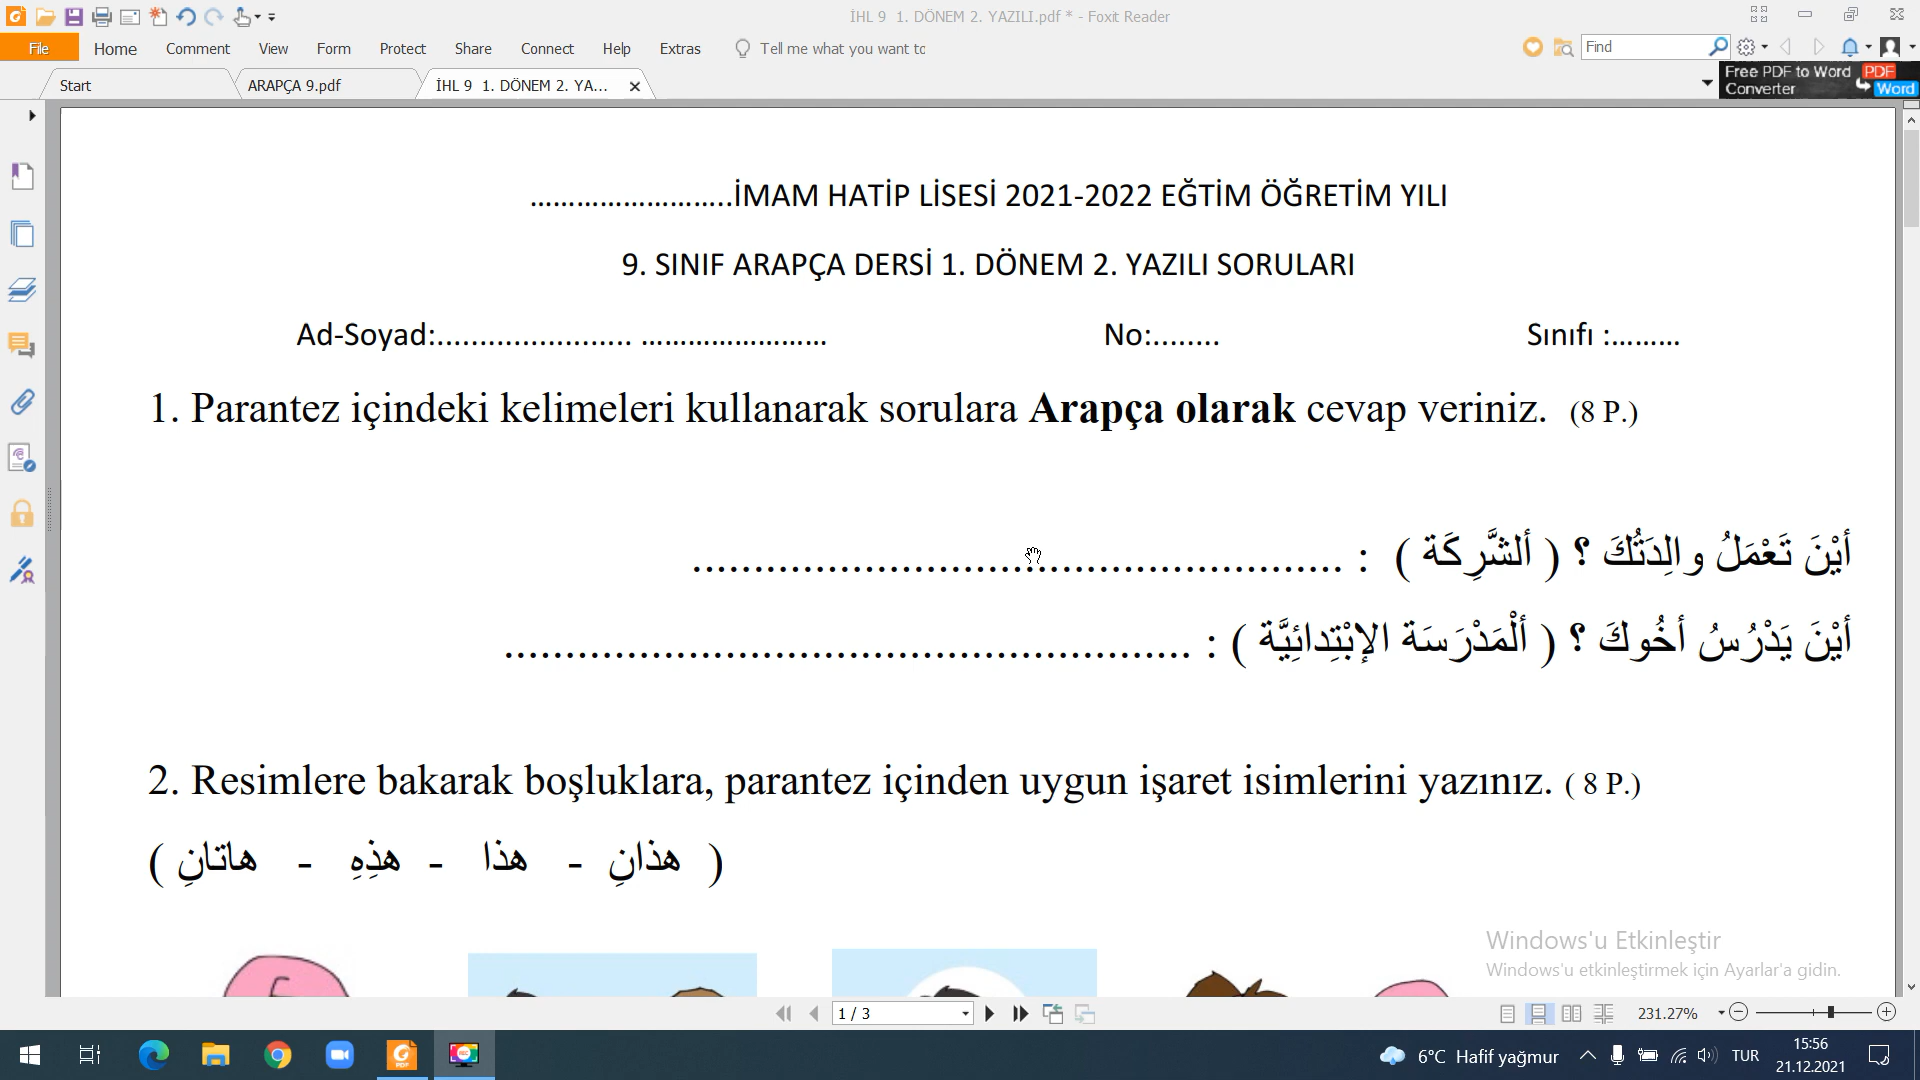 İHL 9  1. DÖNEM 2. YAZILI.pdf * - Foxit Reader
File Home Comment View Form Protect Share Connect Help Extras Tell me what you want to Find
Start ARAPÇA 9.pdf İHL 9  1. DÖNEM 2. YA...
Free PDF to Word Converter PDF Word
..........................İMAM HATİP LİSESİ 2021-2022 EĞTİM ÖĞRETİM YILI
9. SINIF ARAPÇA DERSİ 1. DÖNEM 2. YAZILI SORULARI
Ad-Soyad:....................... ........................ No:........ Sınıfı :.........
1. Parantez içindeki kelimeleri kullanarak sorulara Arapça olarak cevap veriniz. (8 P.)
أيْنَ تَعْمَلُ والِدَتُكَ ؟ ( ألشَّرِكَة ) : .....................................................
أيْنَ يَدْرُسُ أخُوكَ ؟ ( ألْمَدْرَسَة الإبْتِدائِيَّة ) : ........................................................
2. Resimlere bakarak boşluklara, parantez içinden uygun işaret isimlerini yazınız. ( 8 P.)
( هذانِ - هذا - هذِهِ - هاتانِ )
Windows'u Etkinleştir
Windows'u etkinleştirmek için Ayarlar'a gidin.
1 / 3 231.27%
6°C Hafif yağmur TUR 15:56
21.12.2021